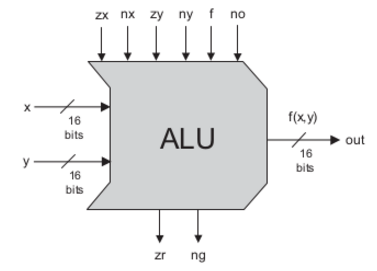 zx nx zy ny f no
x
16
bits
y
16
bits
ALU
f(x,y)
16
bits
out
zr ng